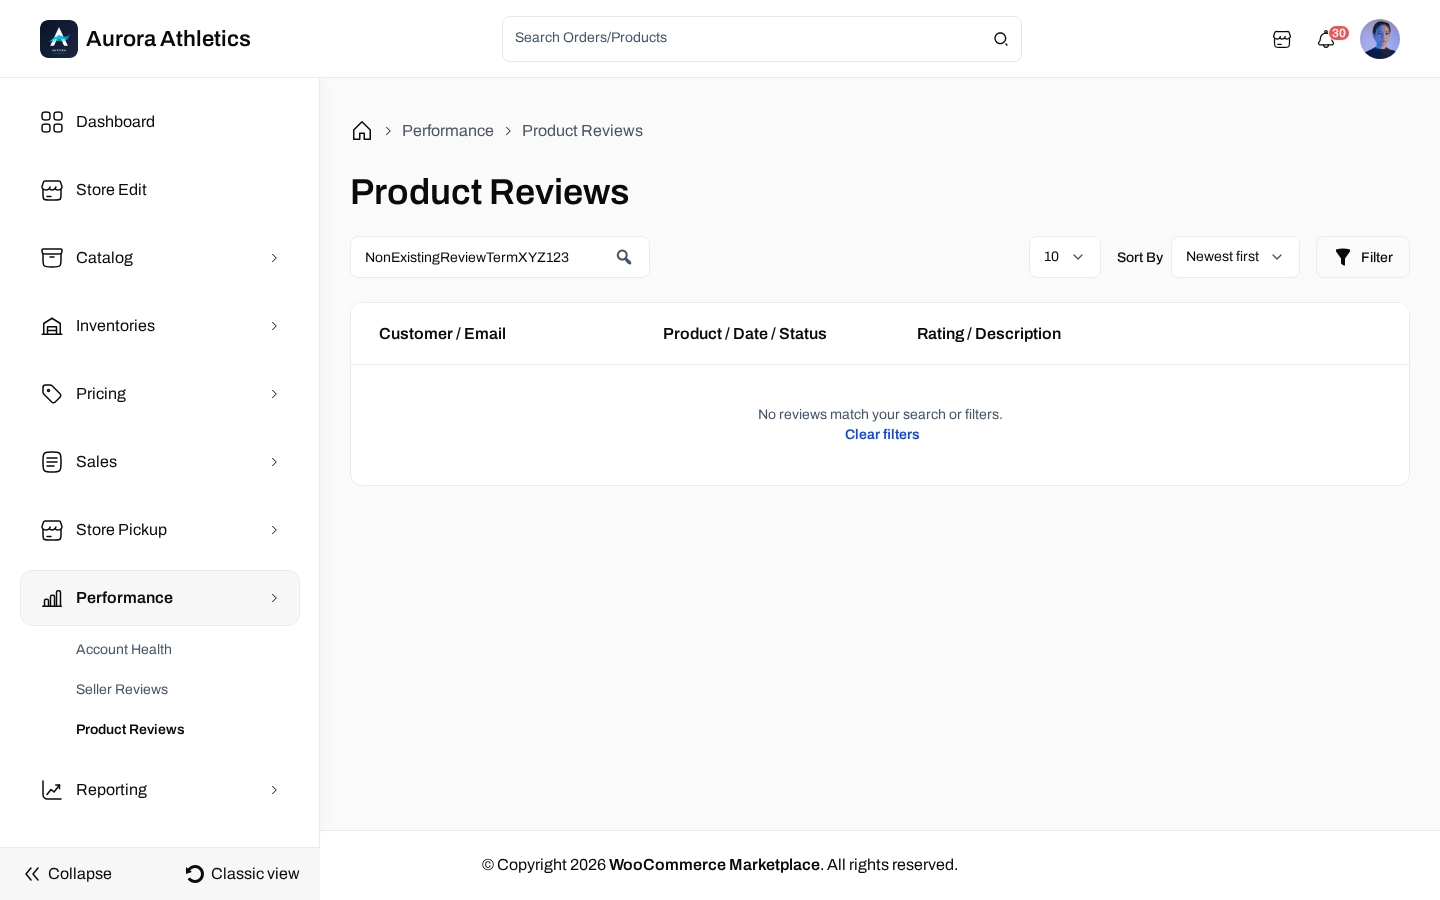 Aurora Athletics
Search Orders/Products
30
Dashboard
Store Edit
Catalog
Inventories
Pricing
Sales
Store Pickup
Performance
Account Health
Seller Reviews
Product Reviews
Reporting
Collapse
Classic view
Performance
Product Reviews
Product Reviews
NonExistingReviewTermXYZ123
10
Sort By
Newest first
Filter
Customer / Email
Product / Date / Status
Rating / Description
No reviews match your search or filters.
Clear filters
© Copyright 2026 WooCommerce Marketplace. All rights reserved.